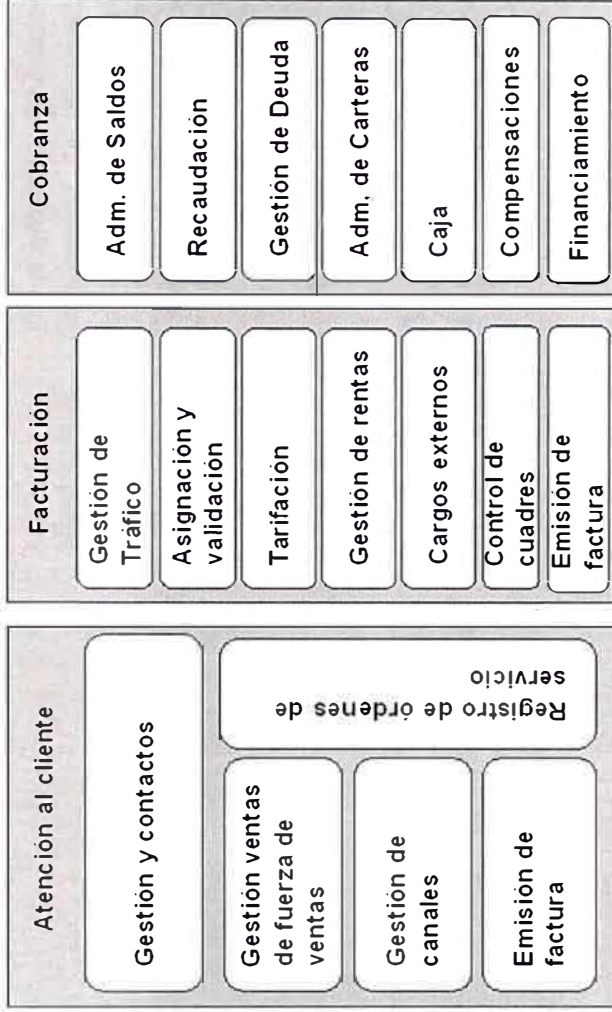 Atención al cliente
Gestión y contactos
Gestión ventas
de fuerza de
ventas
Gestión de
canales
Emisión de
factura
Registro de órdenes de
servicio
Facturación
Gestión de
Tráfico
Asignación y
validación
Tarifación
Gestión de rentas
Cargos externos
Control de
cuadres
Emisión de
factura
Cobranza
Adm. de Saldos
Recaudación
Gestión de Deuda
Adm. de Carteras
Caja
Compensaciones
Financiamiento